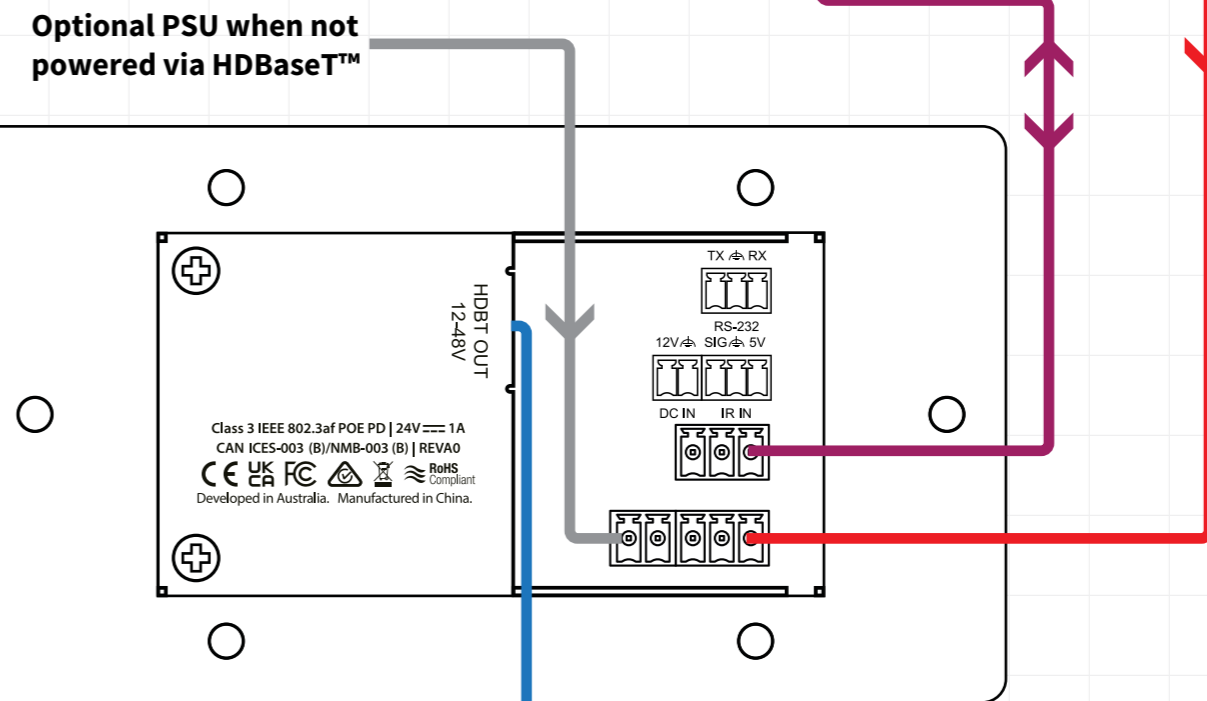 Optional PSU when not
powered via HDBaseT™
TX RX
RS-232
HDBT OUT
12-48V
12V SIG 5V
DC IN IR IN
Class 3 IEEE 802.3af POE PD | 24V 1A
CAN ICES-003 (B)/NMB-003 (B) | REVA0
CE UK CA FC RoHS
Compliant
Developed in Australia. Manufactured in China.